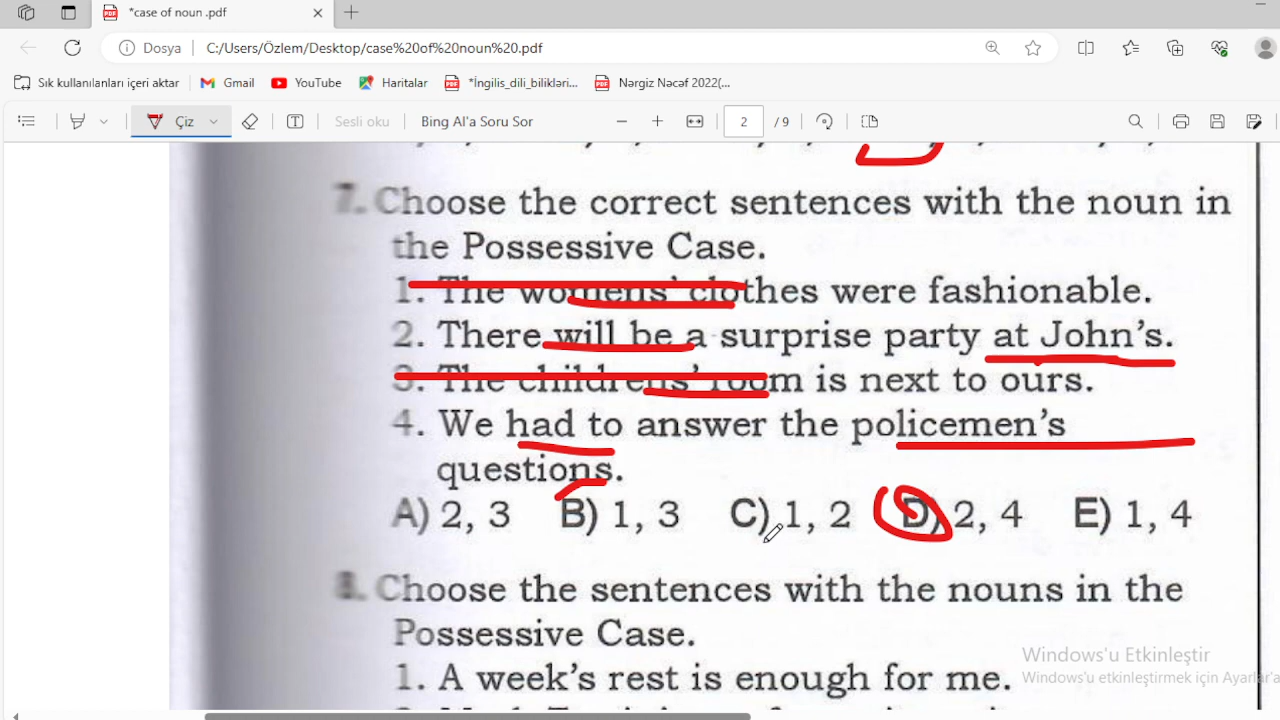 *case of noun .pdf
Dosya C:/Users/Özlem/Desktop/case%20of%20noun%20.pdf
Sık kullanılanları içeri aktar Gmail YouTube Haritalar *İngilis_dili_biliklәri... Nərgiz Nəcəf 2022(...
Çiz Sesli oku Bing AI'a Soru Sor 2 / 9
7. Choose the correct sentences with the noun in
the Possessive Case.
1. The womens' clothes were fashionable.
2. There will be a surprise party at John's.
3. The childrens' room is next to ours.
4. We had to answer the policemen's
questions.
A) 2, 3 B) 1, 3 C) 1, 2 D) 2, 4 E) 1, 4
8. Choose the sentences with the nouns in the
Possessive Case.
1. A week's rest is enough for me.
Windows'u Etkinleştir
Windows'u etkinleştirmek için Ayarlar'a